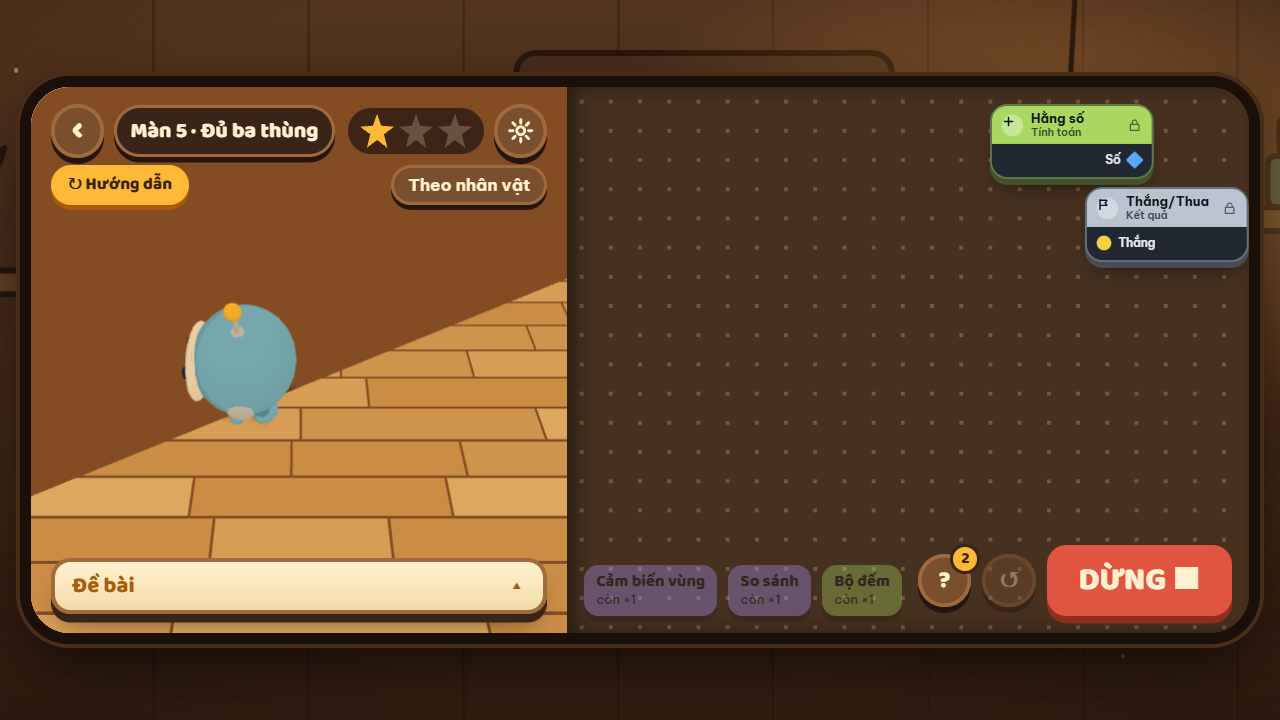 Màn 5 · Đủ ba thùng
↻ Hướng dẫn
Theo nhân vật
Đề bài
Hằng số
Tính toán
Số
Thắng/Thua
Kết quả
Thắng
Cảm biến vùng
còn ×1
So sánh
còn ×1
Bộ đếm
còn ×1
?
2
↺
DỪNG